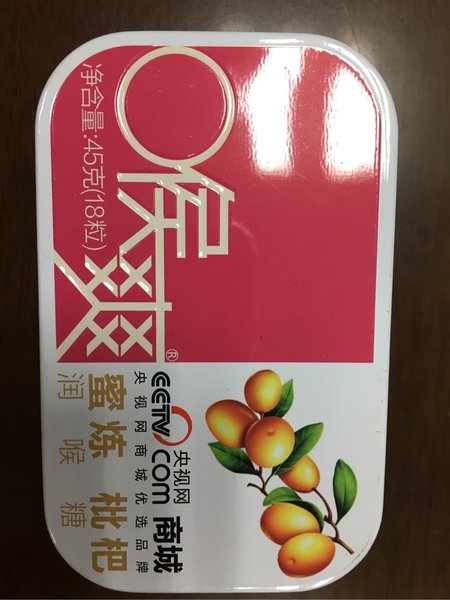 喉爽®
净含量:45克(18粒)
CCTV.com 央视网 商城
央视网商城优选品牌
蜜炼 枇杷
润喉糖